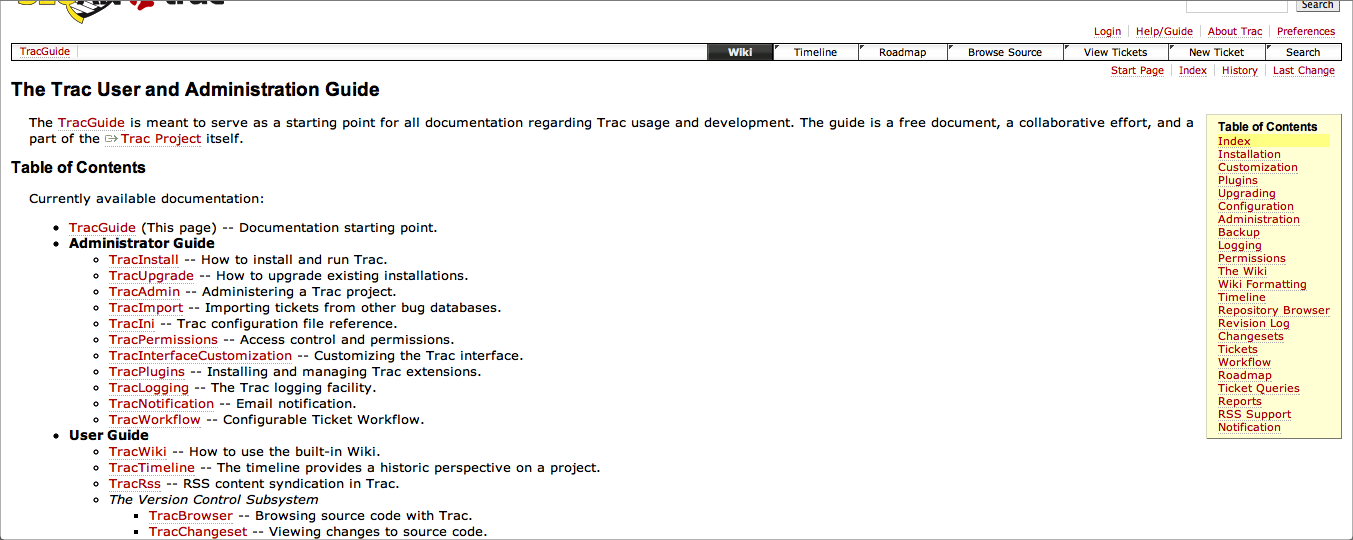 trac
Search
Login Help/Guide About Trac Preferences
TracGuide
Wiki Timeline Roadmap Browse Source View Tickets New Ticket Search
Start Page Index History Last Change
The Trac User and Administration Guide
The TracGuide is meant to serve as a starting point for all documentation regarding Trac usage and development. The guide is a free document, a collaborative effort, and a
part of the Trac Project itself.
Table of Contents
Currently available documentation:
TracGuide (This page) -- Documentation starting point.
Administrator Guide
TracInstall -- How to install and run Trac.
TracUpgrade -- How to upgrade existing installations.
TracAdmin -- Administering a Trac project.
TracImport -- Importing tickets from other bug databases.
TracIni -- Trac configuration file reference.
TracPermissions -- Access control and permissions.
TracInterfaceCustomization -- Customizing the Trac interface.
TracPlugins -- Installing and managing Trac extensions.
TracLogging -- The Trac logging facility.
TracNotification -- Email notification.
TracWorkflow -- Configurable Ticket Workflow.
User Guide
TracWiki -- How to use the built-in Wiki.
TracTimeline -- The timeline provides a historic perspective on a project.
TracRss -- RSS content syndication in Trac.
The Version Control Subsystem
TracBrowser -- Browsing source code with Trac.
TracChangeset -- Viewing changes to source code.
Table of Contents
Index
Installation
Customization
Plugins
Upgrading
Configuration
Administration
Backup
Logging
Permissions
The Wiki
Wiki Formatting
Timeline
Repository Browser
Revision Log
Changesets
Tickets
Workflow
Roadmap
Ticket Queries
Reports
RSS Support
Notification